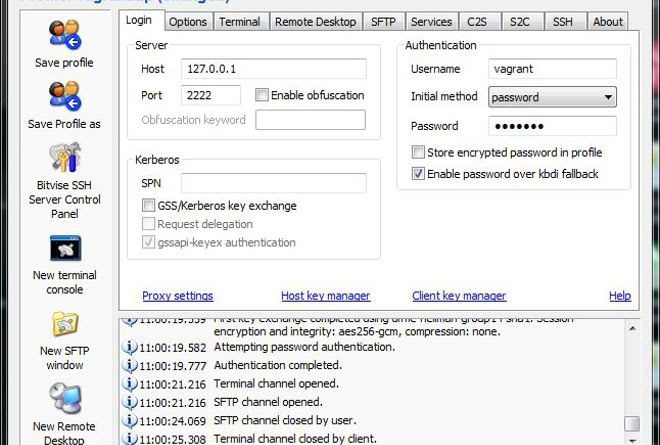 Save profile
Save Profile as
Bitvise SSH
Server Control
Panel
New terminal
console
New SFTP
window
New Remote
Desktop
Login Options Terminal Remote Desktop SFTP Services C2S S2C SSH About
Server
Host 127.0.0.1
Port 2222 Enable obfuscation
Obfuscation keyword
Kerberos
SPN
GSS/Kerberos key exchange
Request delegation
gssapi-keyex authentication
Authentication
Username vagrant
Initial method password
Password •••••••
Store encrypted password in profile
Enable password over kbdi fallback
Proxy settings Host key manager Client key manager Help
11:00:19.559 First key exchange completed using Session
encryption and integrity: aes256-gcm, compression: none.
11:00:19.582 Attempting password authentication.
11:00:19.777 Authentication completed.
11:00:21.216 Terminal channel opened.
11:00:21.216 SFTP channel opened.
11:00:24.069 SFTP channel closed by user.
11:00:25.308 Terminal channel closed by client.